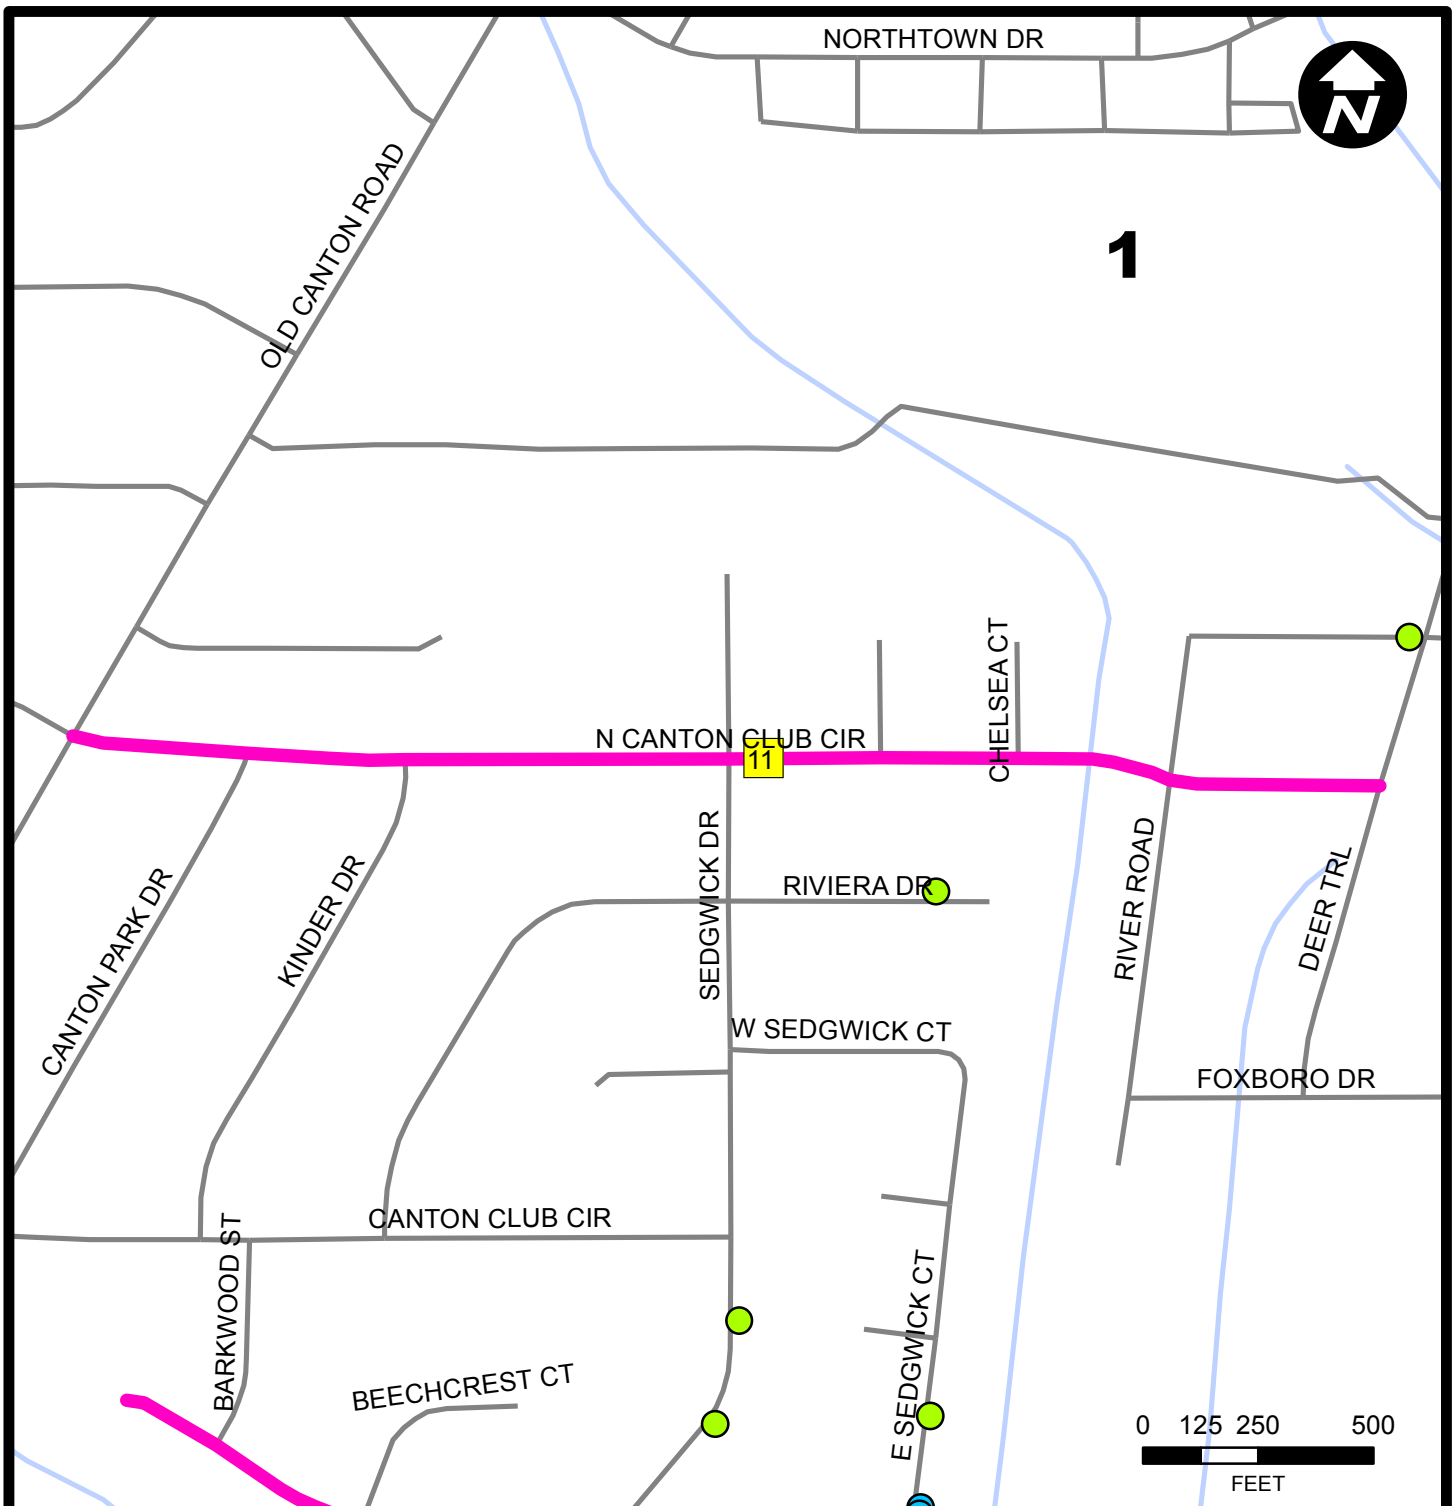 NORTHTOWN DR
N
OLD CANTON ROAD
1
N CANTON CLUB CIR
11
CHELSEA CT
SEDGWICK DR
RIVIERA DR
RIVER ROAD
DEER TRL
CANTON PARK DR
KINDER DR
W SEDGWICK CT
FOXBORO DR
CANTON CLUB CIR
BARKWOOD ST
BEECHCREST CT
E SEDGWICK CT
0 125 250 500
FEET